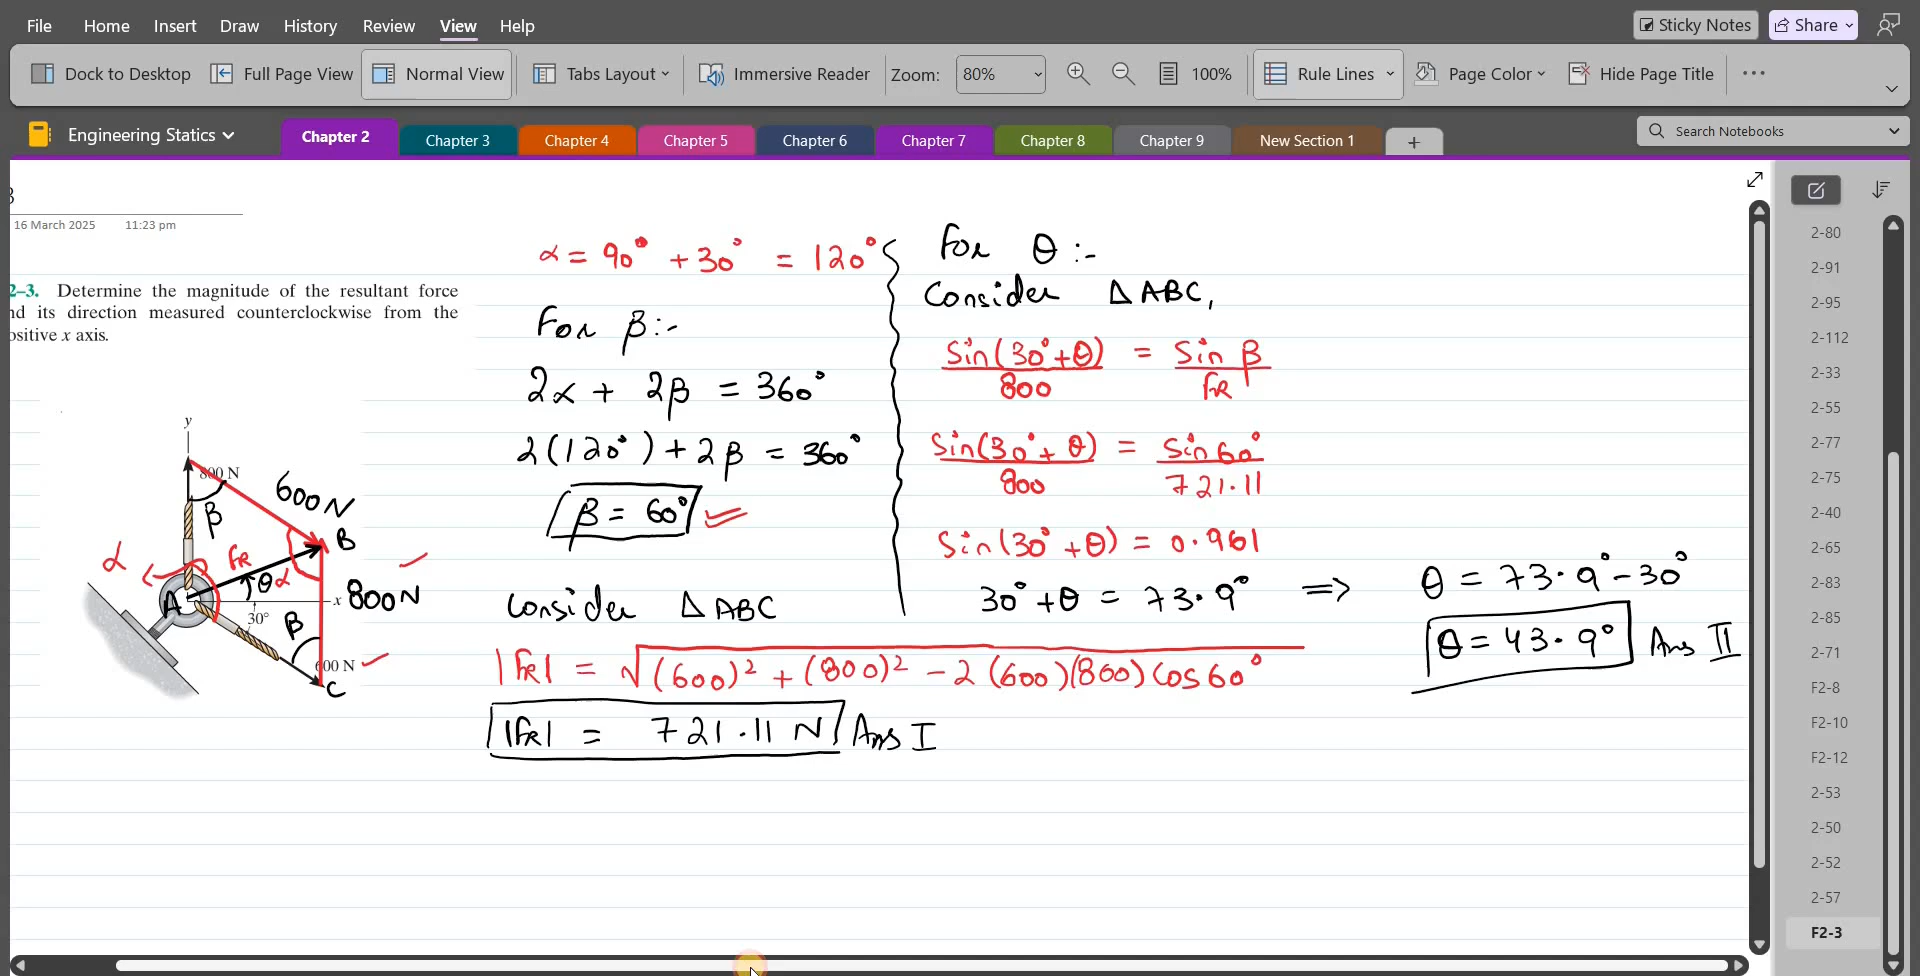 File Home Insert Draw History Review View Help
Sticky Notes Share
Dock to Desktop Full Page View Normal View Tabs Layout Immersive Reader Zoom: 80% 100% Rule Lines Page Color Hide Page Title ...
Engineering Statics Chapter 2 Chapter 3 Chapter 4 Chapter 5 Chapter 6 Chapter 7 Chapter 8 Chapter 9 New Section 1 +
Search Notebooks
3
16 March 2025 11:23 pm
2–3. Determine the magnitude of the resultant force
nd its direction measured counterclockwise from the
ositive x axis.
y
800 N
600 N
β
B
α
FR
θ
α
A
x
800 N
30°
β
600 N
C
α = 90° + 30° = 120°
For β :-
2α + 2β = 360°
2(120°) + 2β = 360°
β = 60°
Consider △ABC
|FR| = √(600)² + (800)² - 2(600)(800) Cos60°
|FR| = 721.11 N Ans I
For θ :-
Consider △ABC,
Sin(30° + θ)/800 = Sin β/FR
Sin(30° + θ)/800 = Sin60°/721.11
Sin(30° + θ) = 0.961
30° + θ = 73.9° ⇒ θ = 73.9° - 30°
θ = 43.9° Ans II
2-80
2-91
2-95
2-112
2-33
2-55
2-77
2-75
2-40
2-65
2-83
2-85
2-71
F2-8
F2-10
F2-12
2-53
2-50
2-52
2-57
F2-3